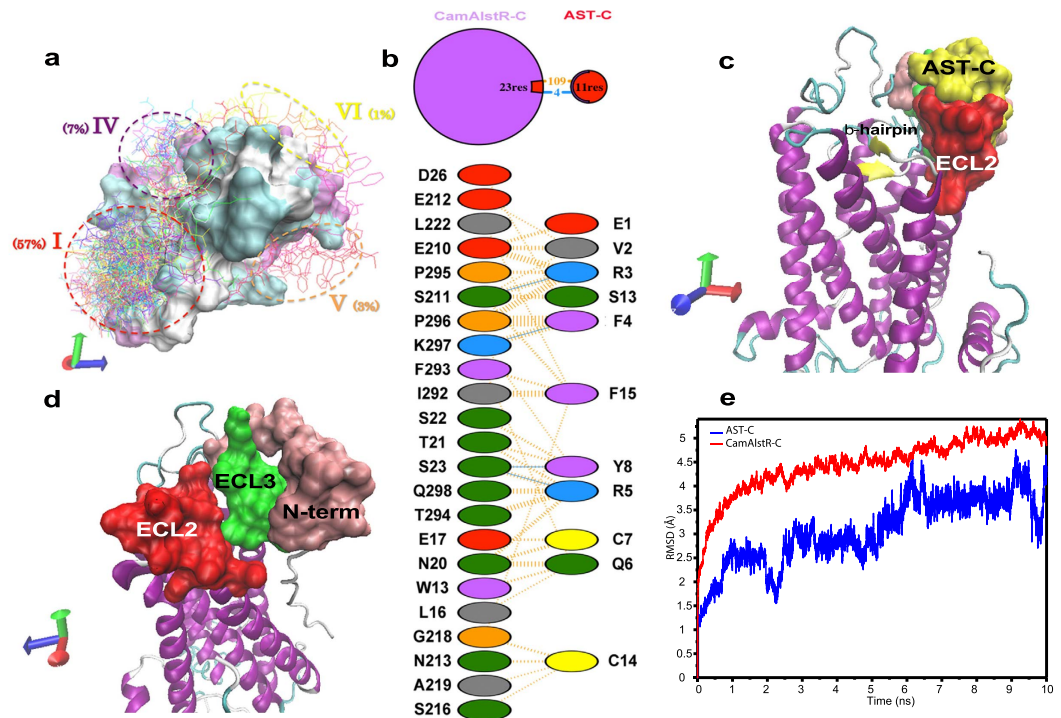 a
(7%) IV
VI (1%)
(57%) I
V (3%)
b
CamAlstR-C
AST-C
23res
109
4
11res
D26
E212
L222
E1
E210
V2
P295
R3
S211
S13
P296
F4
K297
F293
I292
F15
S22
T21
S23
Y8
Q298
R5
T294
E17
C7
N20
Q6
W13
L16
G218
N213
C14
A219
S216
c
AST-C
b-hairpin
ECL2
d
ECL3
ECL2
N-term
e
AST-C
CamAlstR-C
5
4.5
4
3.5
3
2.5
2
1.5
1
0.5
0
RMSD (Å)
0 1 2 3 4 5 6 7 8 9 10
Time (ns)